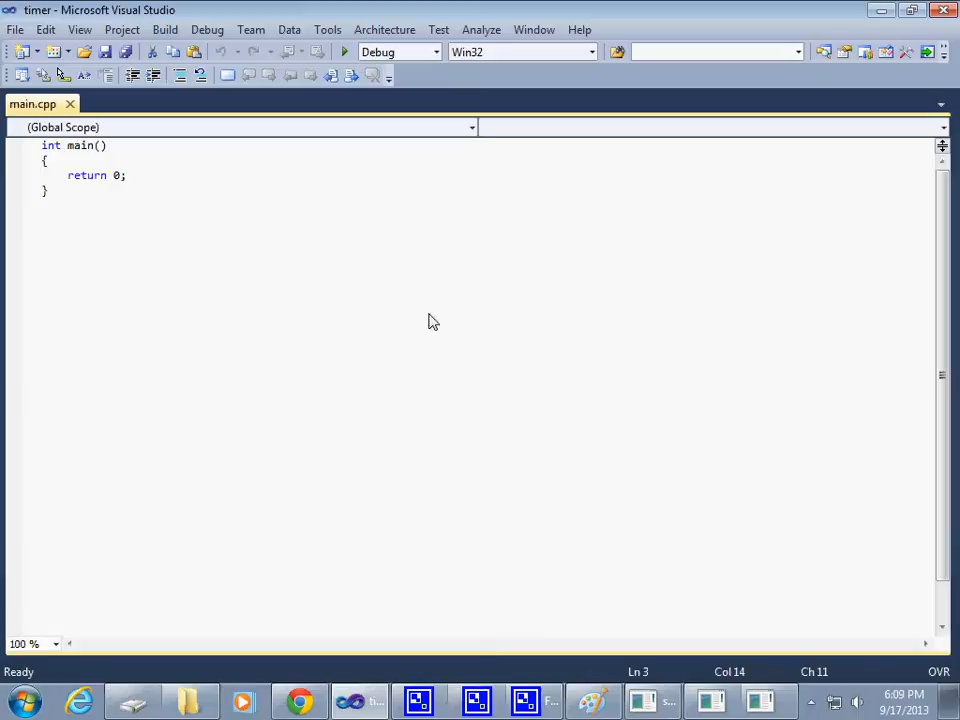 timer - Microsoft Visual Studio
File Edit View Project Build Debug Team Data Tools Architecture Test Analyze Window Help
Debug Win32
main.cpp
(Global Scope)
int main()
{
return 0;
}
100 %
Ready Ln 3 Col 14 Ch 11 OVR
ti... F... s... 6:09 PM
9/17/2013